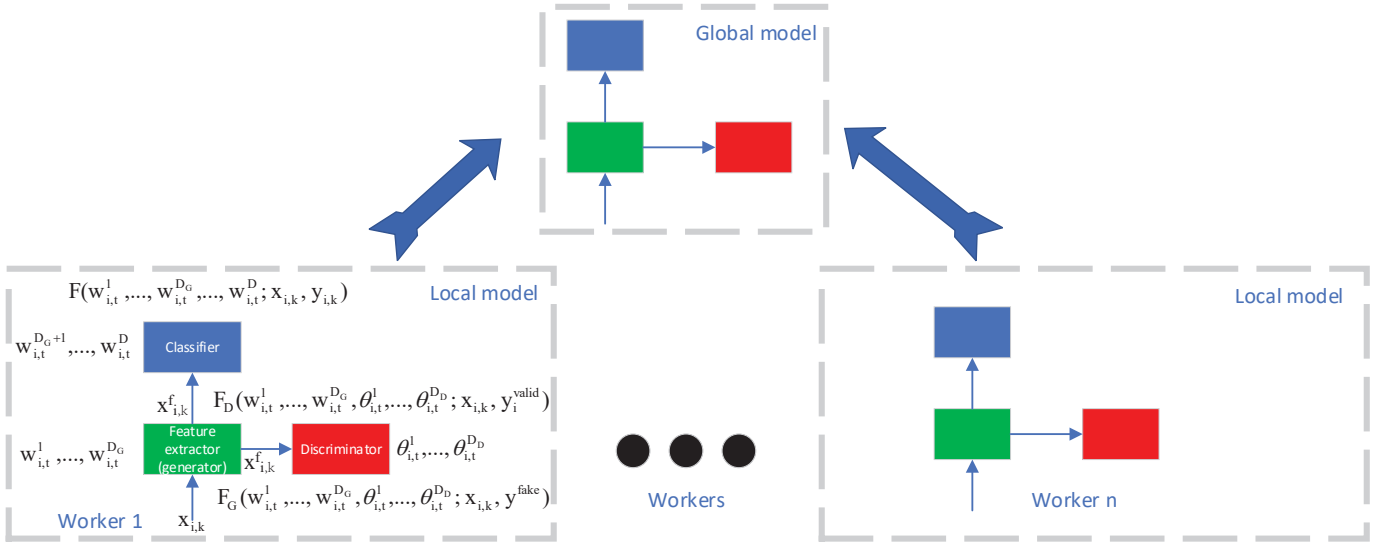 Global model
F(w^1_{i,t},...,w^{D_G}_{i,t},...,w^D_{i,t};x_{i,k},y_{i,k})
Local model
w^{D_G+1}_{i,t},...,w^D_{i,t}
Classifier
x^f_{i,k}
F_D(w^1_{i,t},...,w^{D_G}_{i,t},θ^1_{i,t},...,θ^{D_D}_{i,t};x_{i,k},y^{valid}_i)
w^1_{i,t},...,w^{D_G}_{i,t}
Feature
extractor
(generator)
x^f_{i,k}
Discriminator
θ^1_{i,t},...,θ^{D_D}_{i,t}
F_G(w^1_{i,t},...,w^{D_G}_{i,t},θ^1_{i,t},...,θ^{D_D}_{i,t};x_{i,k},y^{fake})
Worker 1
x_{i,k}
Workers
Local model
Worker n